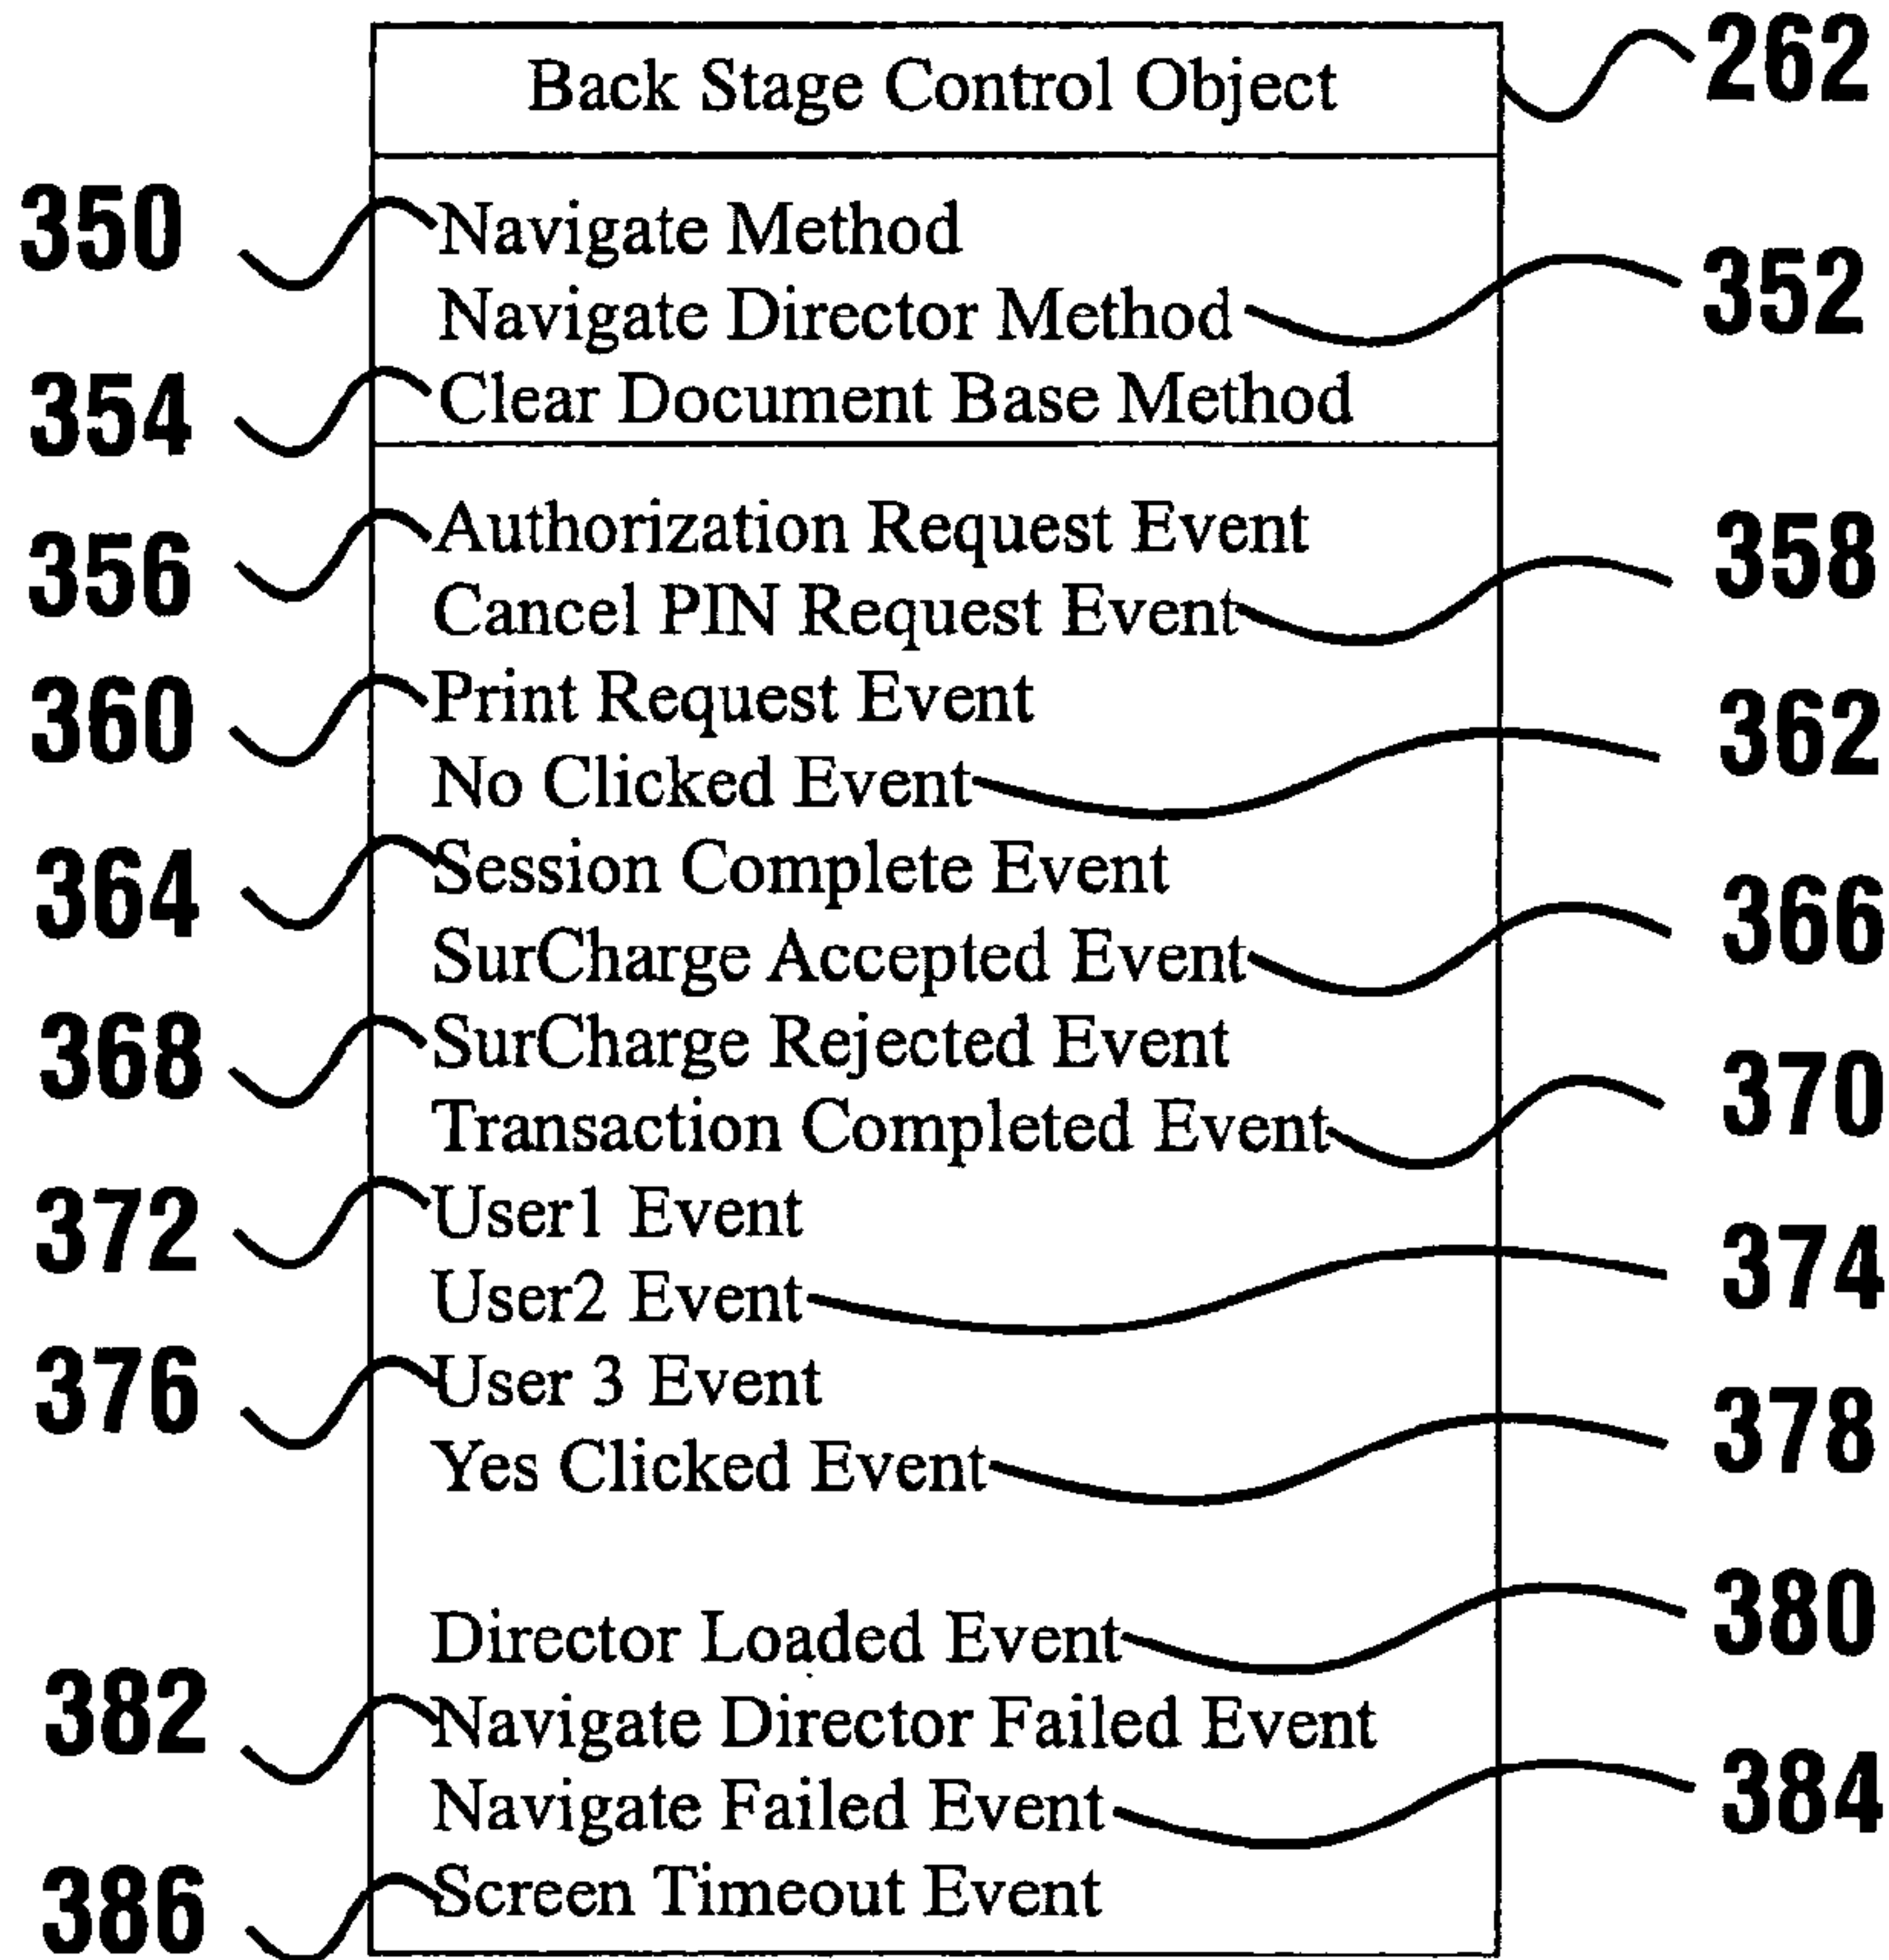 Back Stage Control Object 262
350 Navigate Method
Navigate Director Method 352
354 Clear Document Base Method
356 Authorization Request Event
Cancel PIN Request Event 358
360 Print Request Event
No Clicked Event 362
364 Session Complete Event
SurCharge Accepted Event 366
368 SurCharge Rejected Event
Transaction Completed Event 370
372 User1 Event
User2 Event 374
376 User 3 Event
Yes Clicked Event 378
Director Loaded Event 380
382 Navigate Director Failed Event
Navigate Failed Event 384
386 Screen Timeout Event